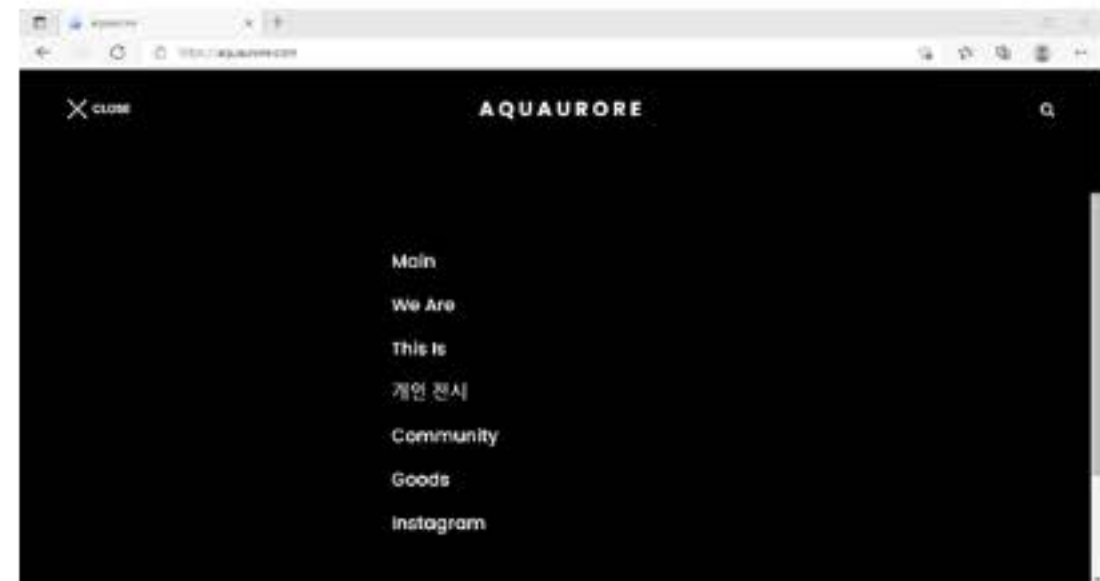 CLOSE
AQUAURORE
Main
We Are
This Is
개인 전시
Community
Goods
Instagram